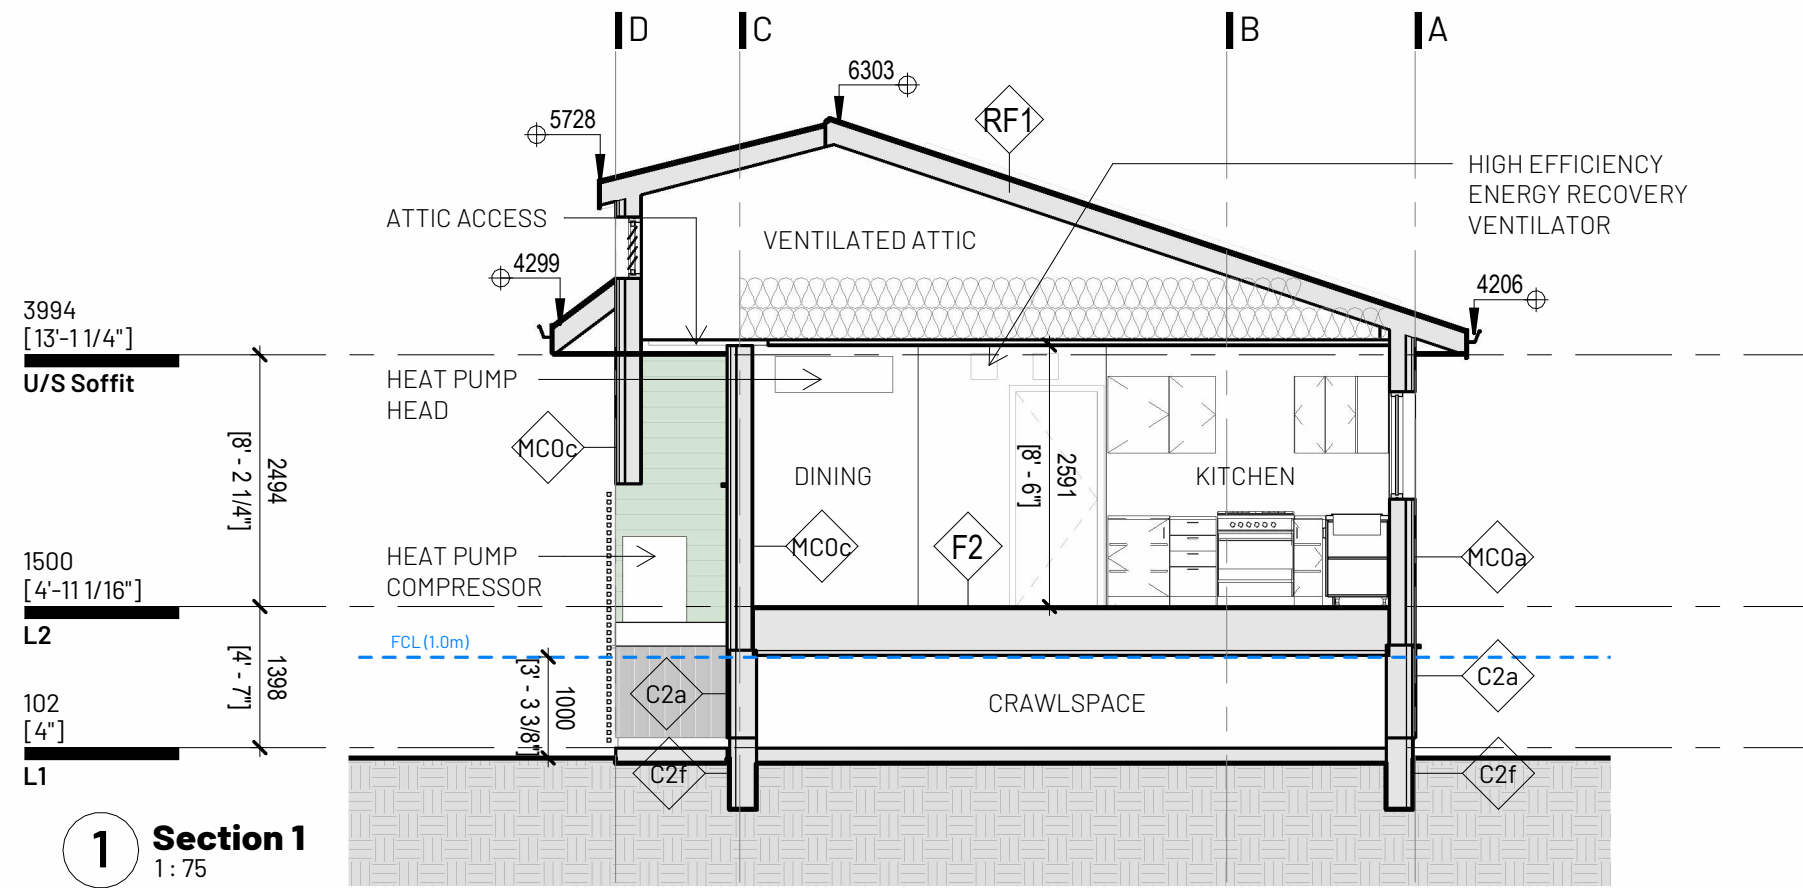 D
C
B
A
6303
5728
RF1
HIGH EFFICIENCY
ENERGY RECOVERY
VENTILATOR
ATTIC ACCESS
VENTILATED ATTIC
4299
4206
3994
[13'-1 1/4"]
U/S Soffit
HEAT PUMP
HEAD
MC0c
2494
[8' - 2 1/4"]
DINING
2591
[8' - 6"]
KITCHEN
HEAT PUMP
COMPRESSOR
MC0c
F2
MC0a
1500
[4'-11 1/16"]
L2
FCL (1.0m)
1398
[4' - 7"]
1000
[3' - 3 3/8"]
C2a
CRAWLSPACE
C2a
102
[4"]
L1
C2f
C2f
1
Section 1
1 : 75